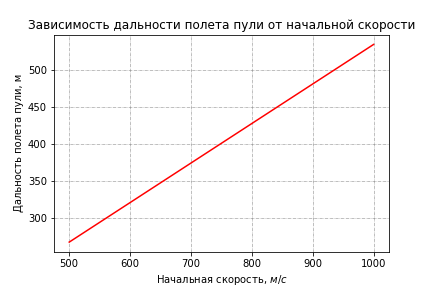 Зависимость дальности полета пули от начальной скорости
Дальность полета пули, м
500
450
400
350
300
500 600 700 800 900 1000
Начальная скорость, м/с